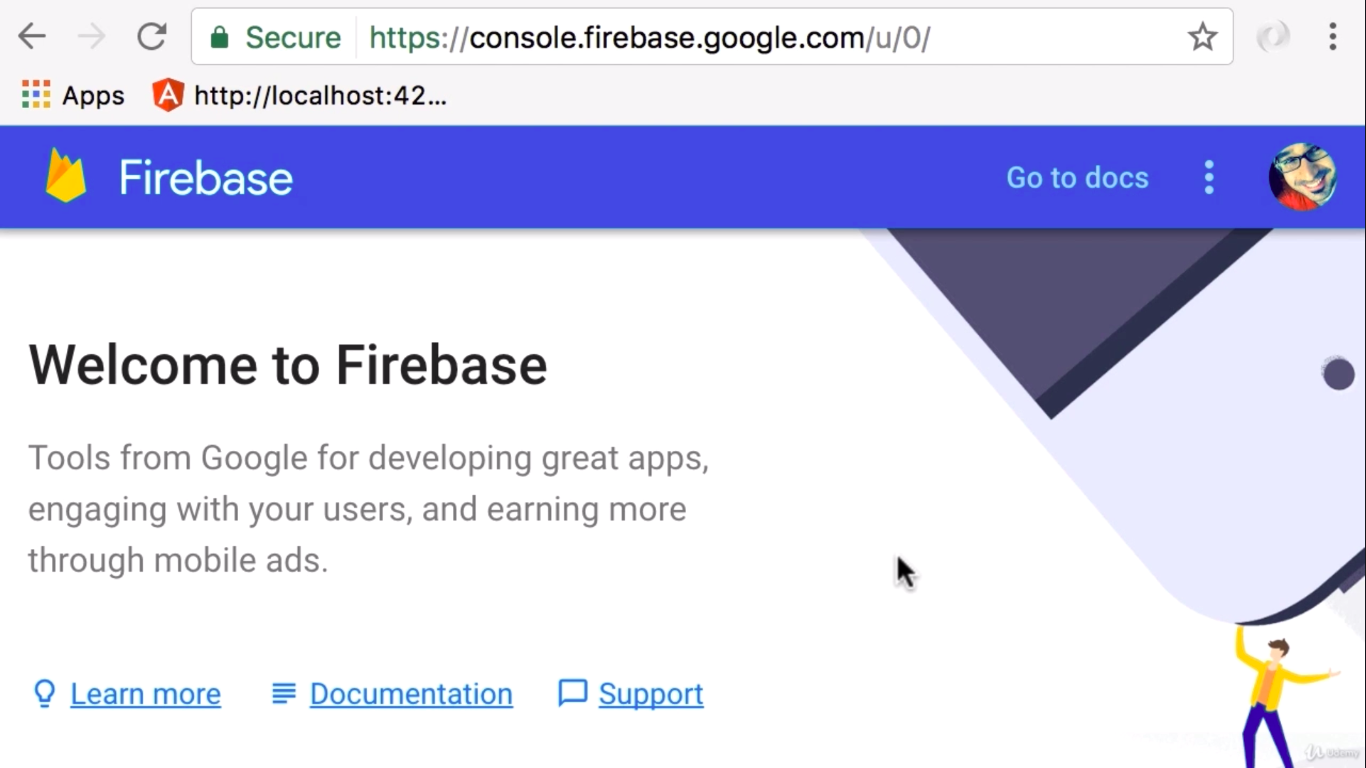 Secure https://console.firebase.google.com/u/0/
Apps http://localhost:42...
Firebase Go to docs
Welcome to Firebase
Tools from Google for developing great apps,
engaging with your users, and earning more
through mobile ads.
Learn more Documentation Support
Udemy